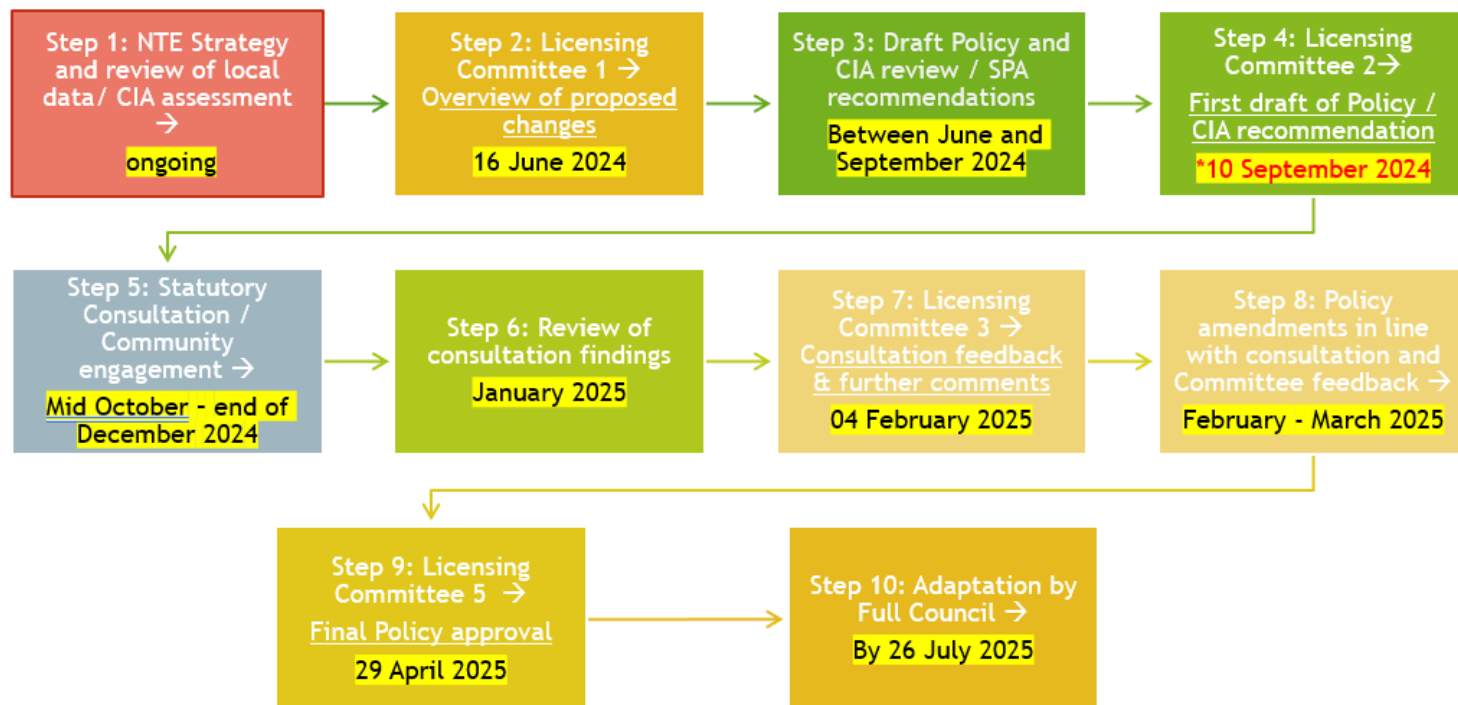 Step 1: NTE Strategy
and review of local
data/ CIA assessment
→
ongoing
Step 2: Licensing
Committee 1 →
Overview of proposed
changes
16 June 2024
Step 3: Draft Policy and
CIA review / SPA
recommendations
Between June and
September 2024
Step 4: Licensing
Committee 2→
First draft of Policy /
CIA recommendation
*10 September 2024
Step 5: Statutory
Consultation /
Community
engagement →
Mid October – end of
December 2024
Step 6: Review of
consultation findings
January 2025
Step 7: Licensing
Committee 3 →
Consultation feedback
& further comments
04 February 2025
Step 8: Policy
amendments in line
with consultation and
Committee feedback →
February - March 2025
Step 9: Licensing
Committee 5 →
Final Policy approval
29 April 2025
Step 10: Adaptation by
Full Council →
By 26 July 2025